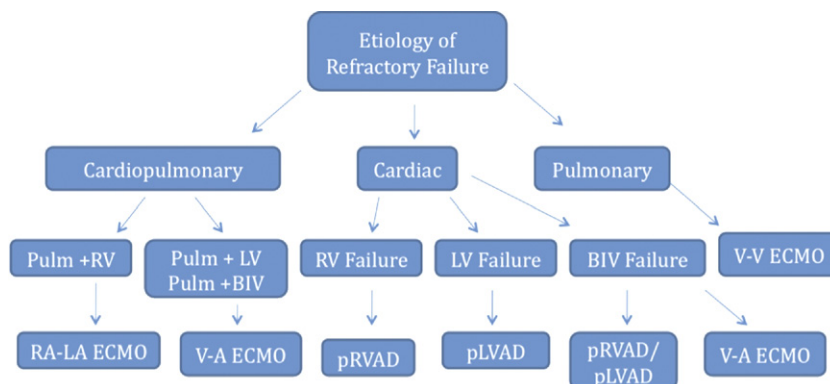 Etiology of
Refractory Failure
Cardiopulmonary
Cardiac
Pulmonary
Pulm +RV
Pulm + LV
Pulm +BIV
RV Failure
LV Failure
BIV Failure
V-V ECMO
RA-LA ECMO
V-A ECMO
pRVAD
pLVAD
pRVAD/
pLVAD
V-A ECMO